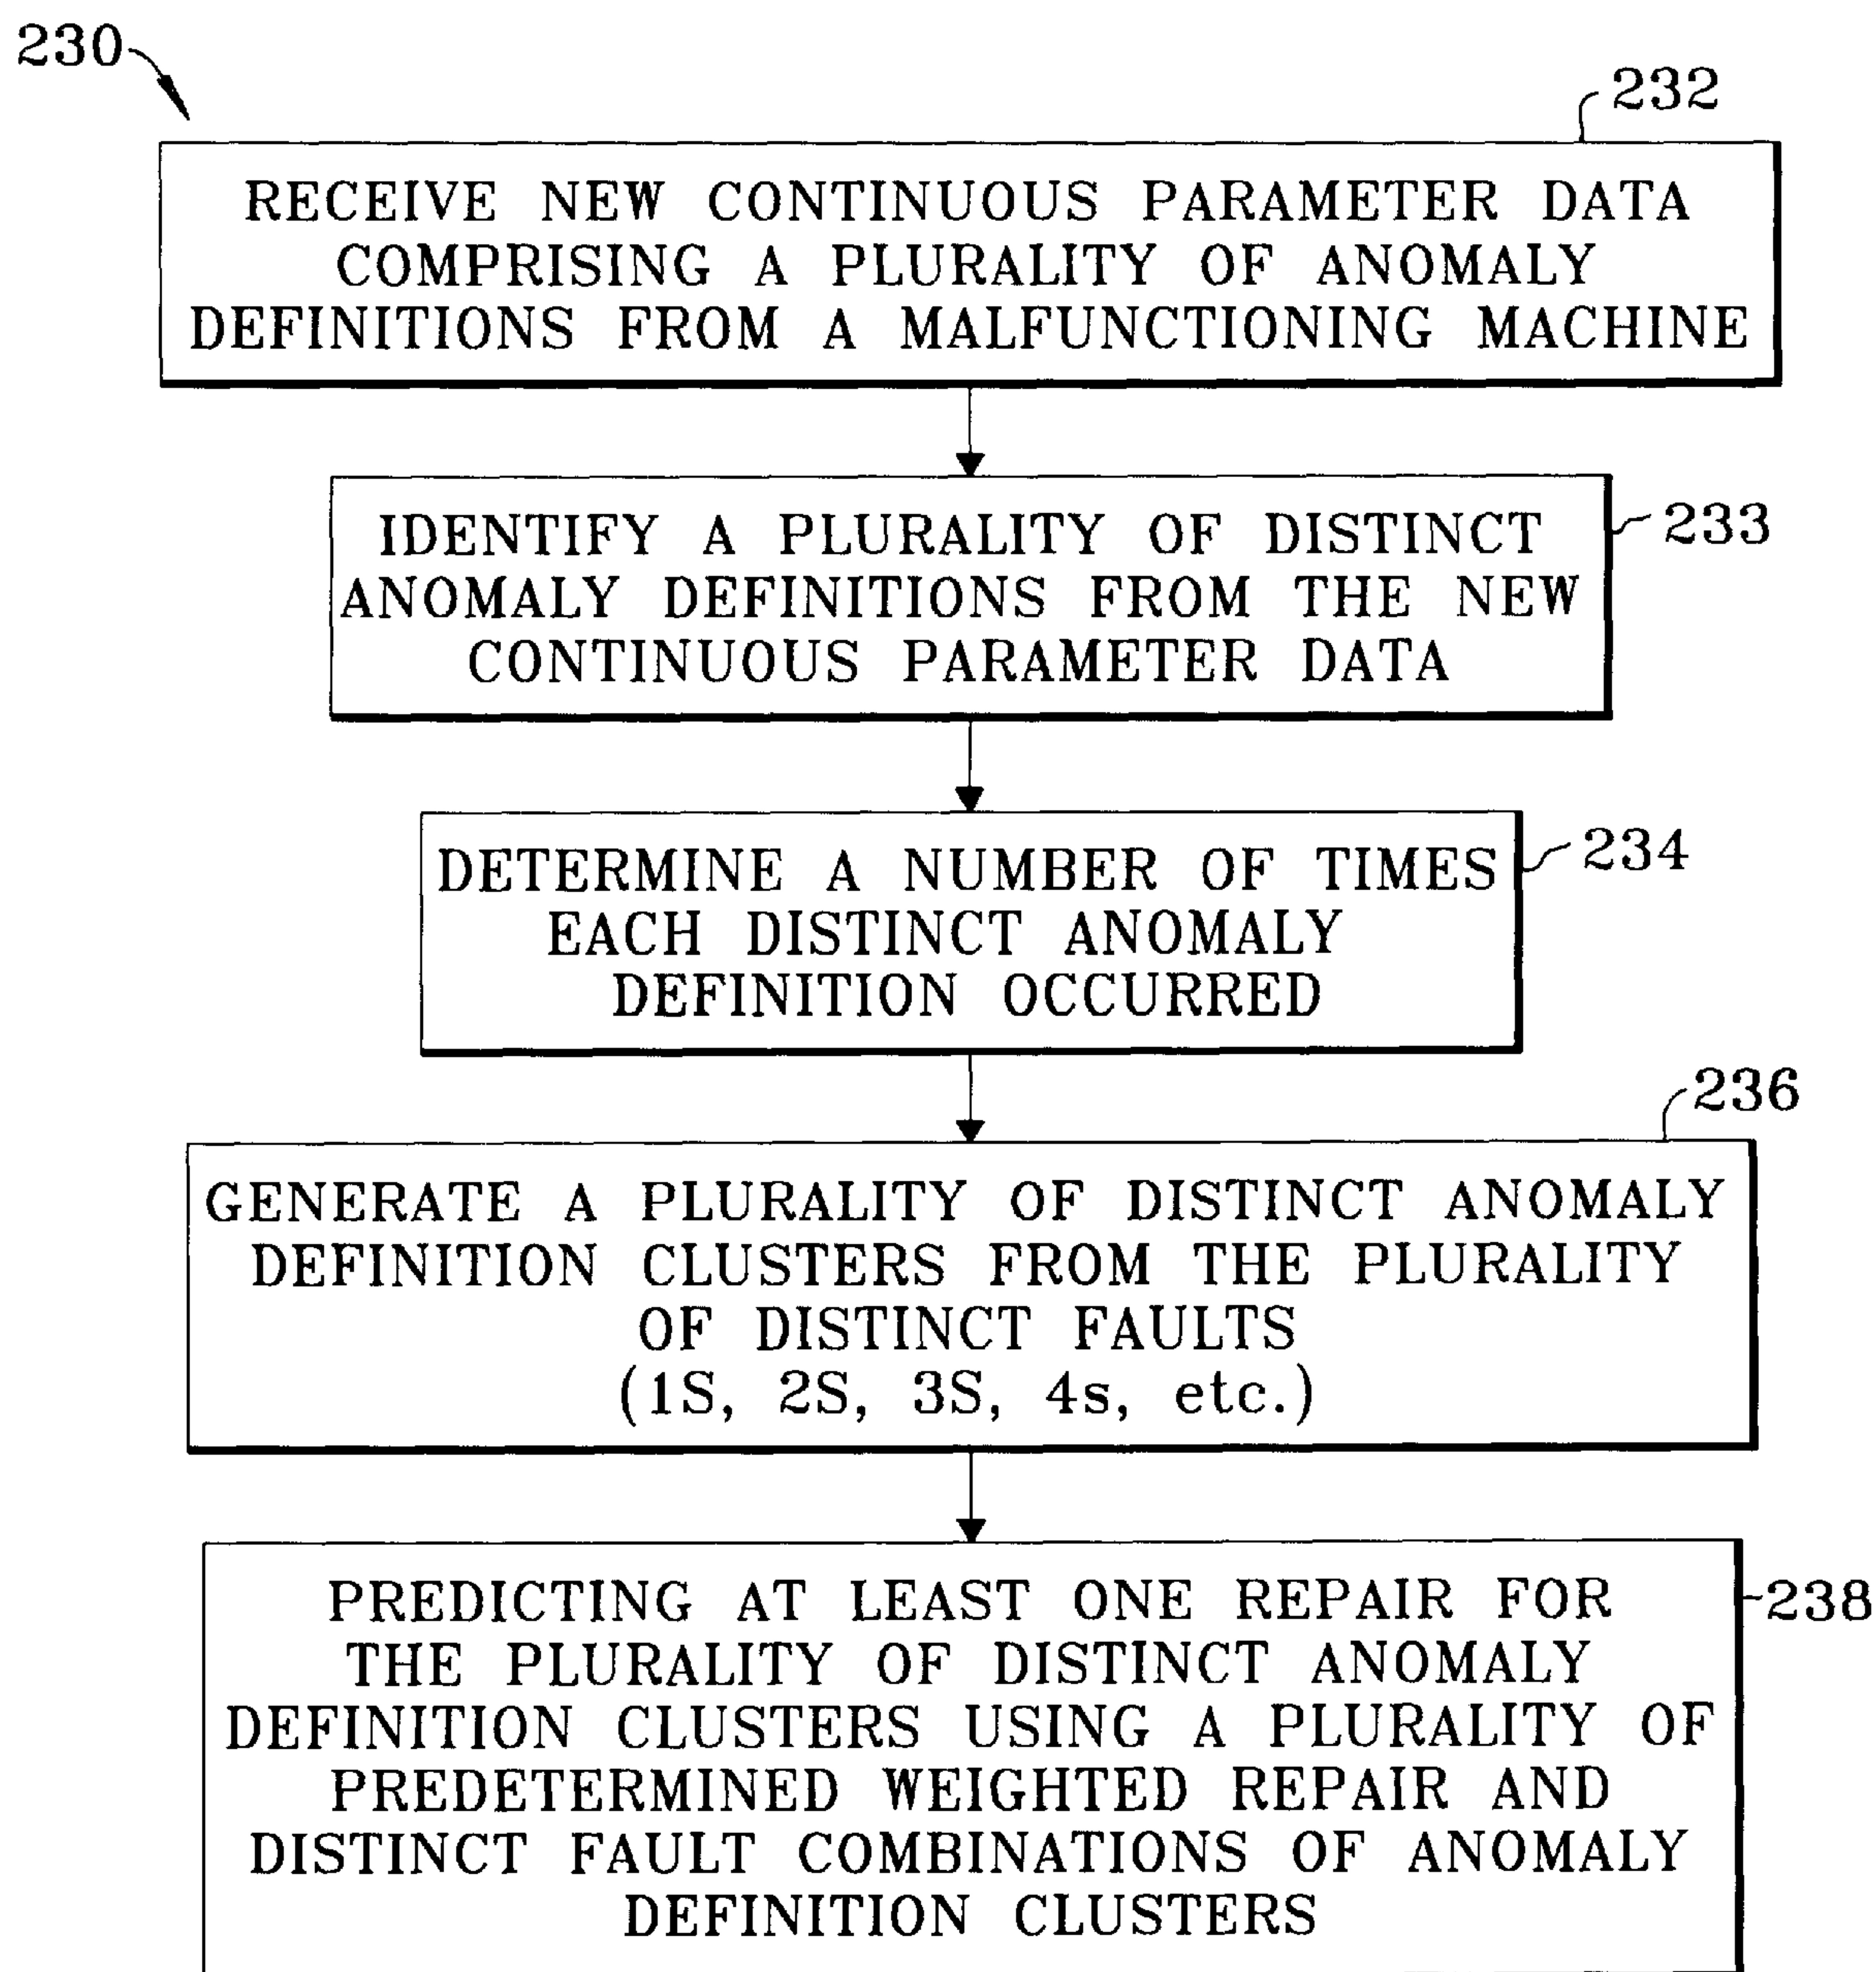 230
232
RECEIVE NEW CONTINUOUS PARAMETER DATA
COMPRISING A PLURALITY OF ANOMALY
DEFINITIONS FROM A MALFUNCTIONING MACHINE
IDENTIFY A PLURALITY OF DISTINCT
ANOMALY DEFINITIONS FROM THE NEW
CONTINUOUS PARAMETER DATA
233
DETERMINE A NUMBER OF TIMES
EACH DISTINCT ANOMALY
DEFINITION OCCURRED
234
236
GENERATE A PLURALITY OF DISTINCT ANOMALY
DEFINITION CLUSTERS FROM THE PLURALITY
OF DISTINCT FAULTS
(1S, 2S, 3S, 4s, etc.)
PREDICTING AT LEAST ONE REPAIR FOR
THE PLURALITY OF DISTINCT ANOMALY
DEFINITION CLUSTERS USING A PLURALITY OF
PREDETERMINED WEIGHTED REPAIR AND
DISTINCT FAULT COMBINATIONS OF ANOMALY
DEFINITION CLUSTERS
238